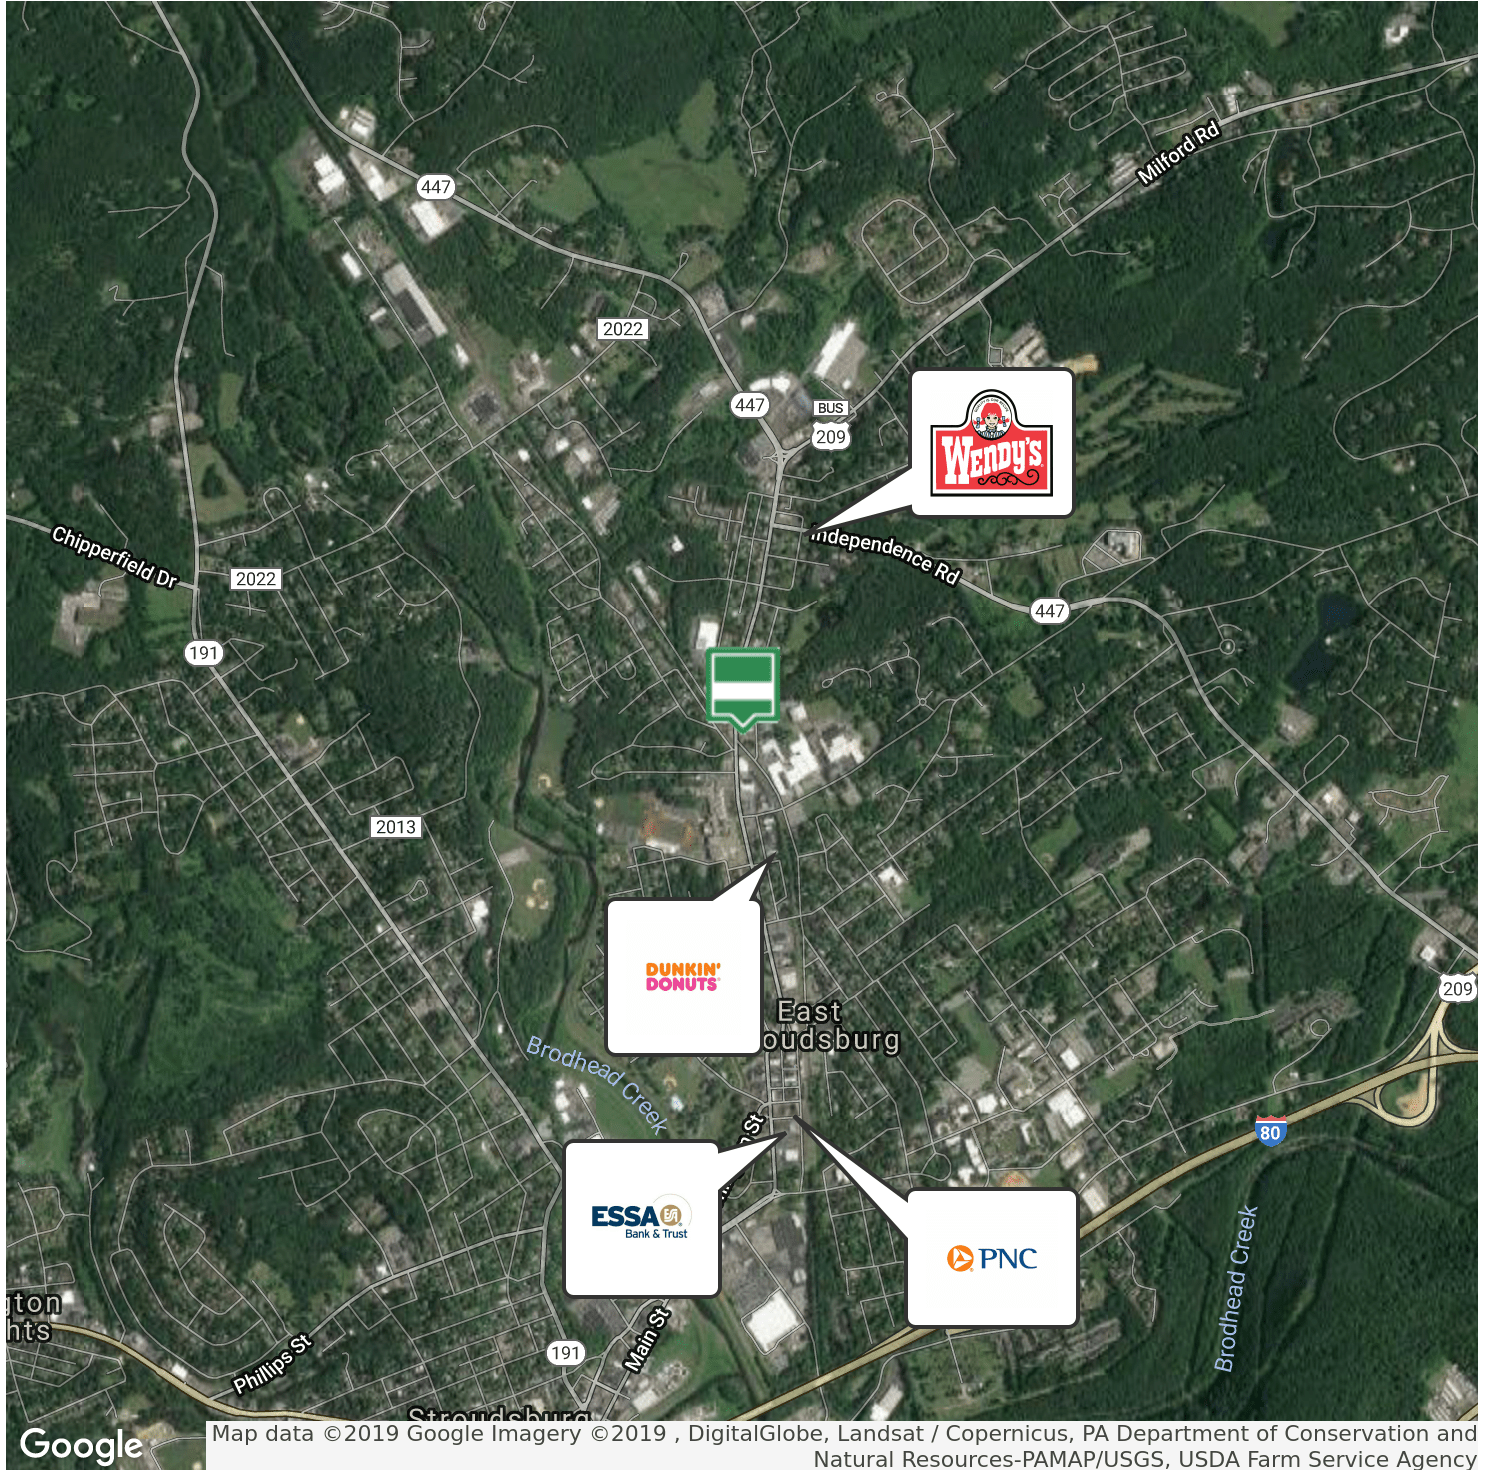 Milford Rd
447
2022
447
BUS
209
WENDY'S
Independence Rd
Chipperfield Dr
2022
447
191
2013
DUNKIN'
DONUTS
209
East
oudsburg
Brodhead Creek
80
n St
ESSA
Bank & Trust
PNC
Brodhead Creek
gton
hts
Main St
191
Phillips St
Stroudsburg
Google
Map data ©2019 Google Imagery ©2019 , DigitalGlobe, Landsat / Copernicus, PA Department of Conservation and
Natural Resources-PAMAP/USGS, USDA Farm Service Agency